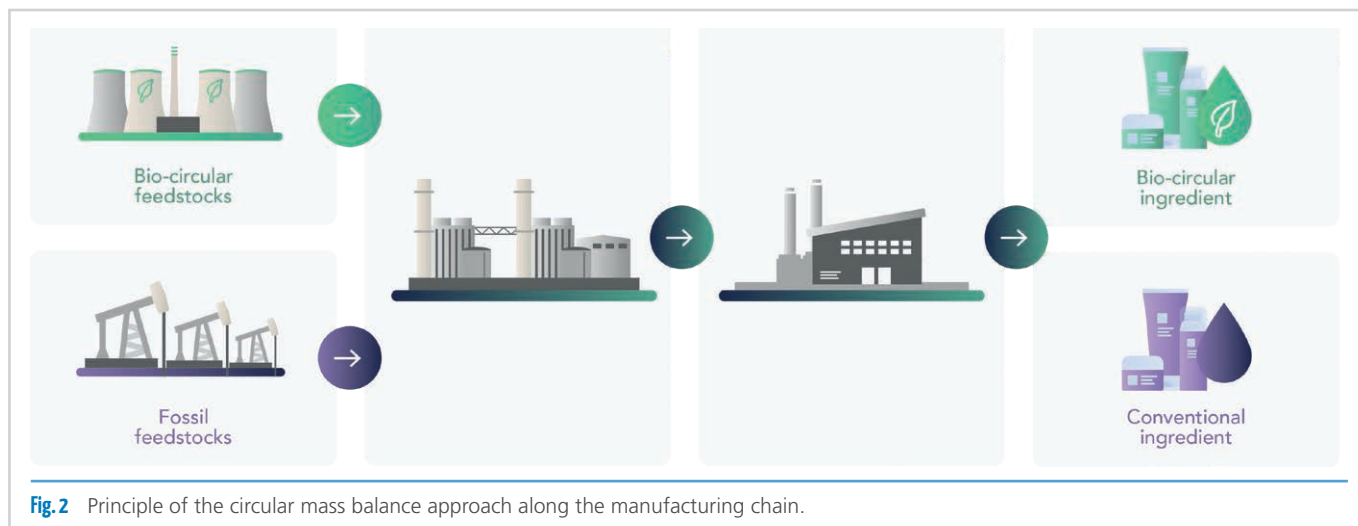 Bio-circular
feedstocks
Fossil
feedstocks
Bio-circular
ingredient
Conventional
ingredient
Fig. 2 Principle of the circular mass balance approach along the manufacturing chain.